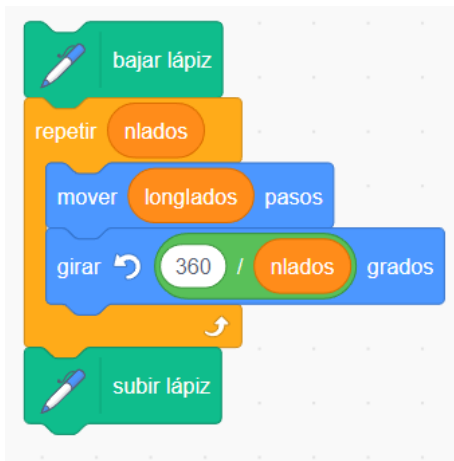 bajar lápiz
repetir nlados
mover longlados pasos
girar 360 / nlados grados
subir lápiz